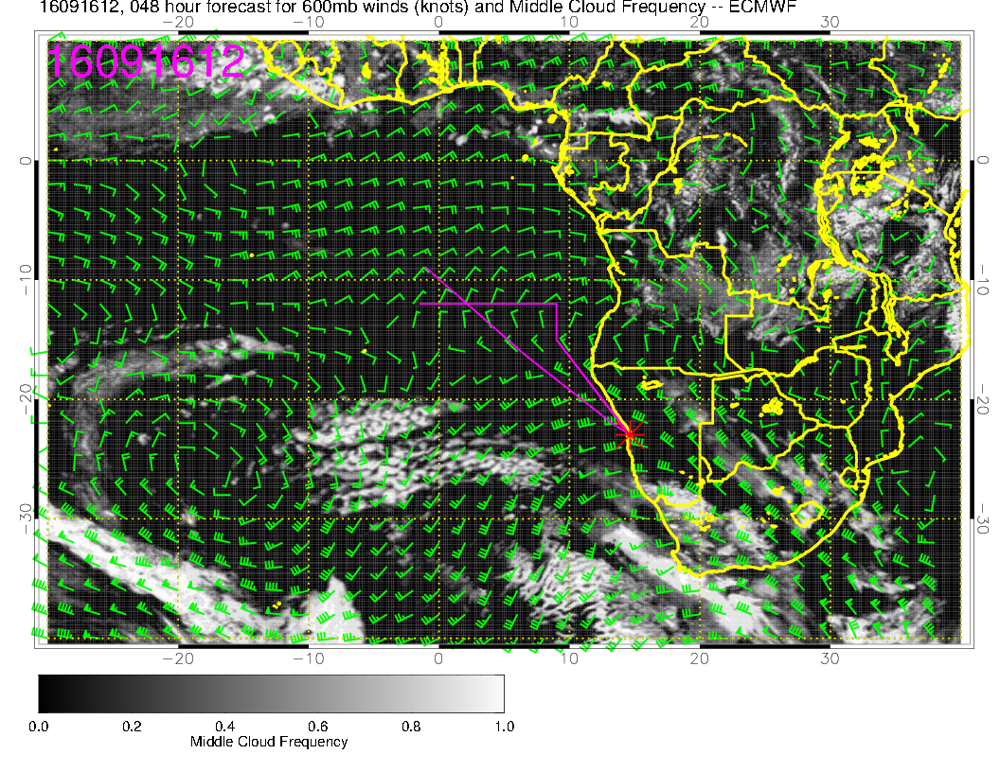 16091612, 048 hour forecast for 600mb winds (knots) and Middle Cloud Frequency -- ECMWF
−20 −10 0 10 20 30
16091612
0 0
−10 −10
−20 −20
−30 −30
−20 −10 0 10 20 30
0.0 0.2 0.4 0.6 0.8 1.0
Middle Cloud Frequency